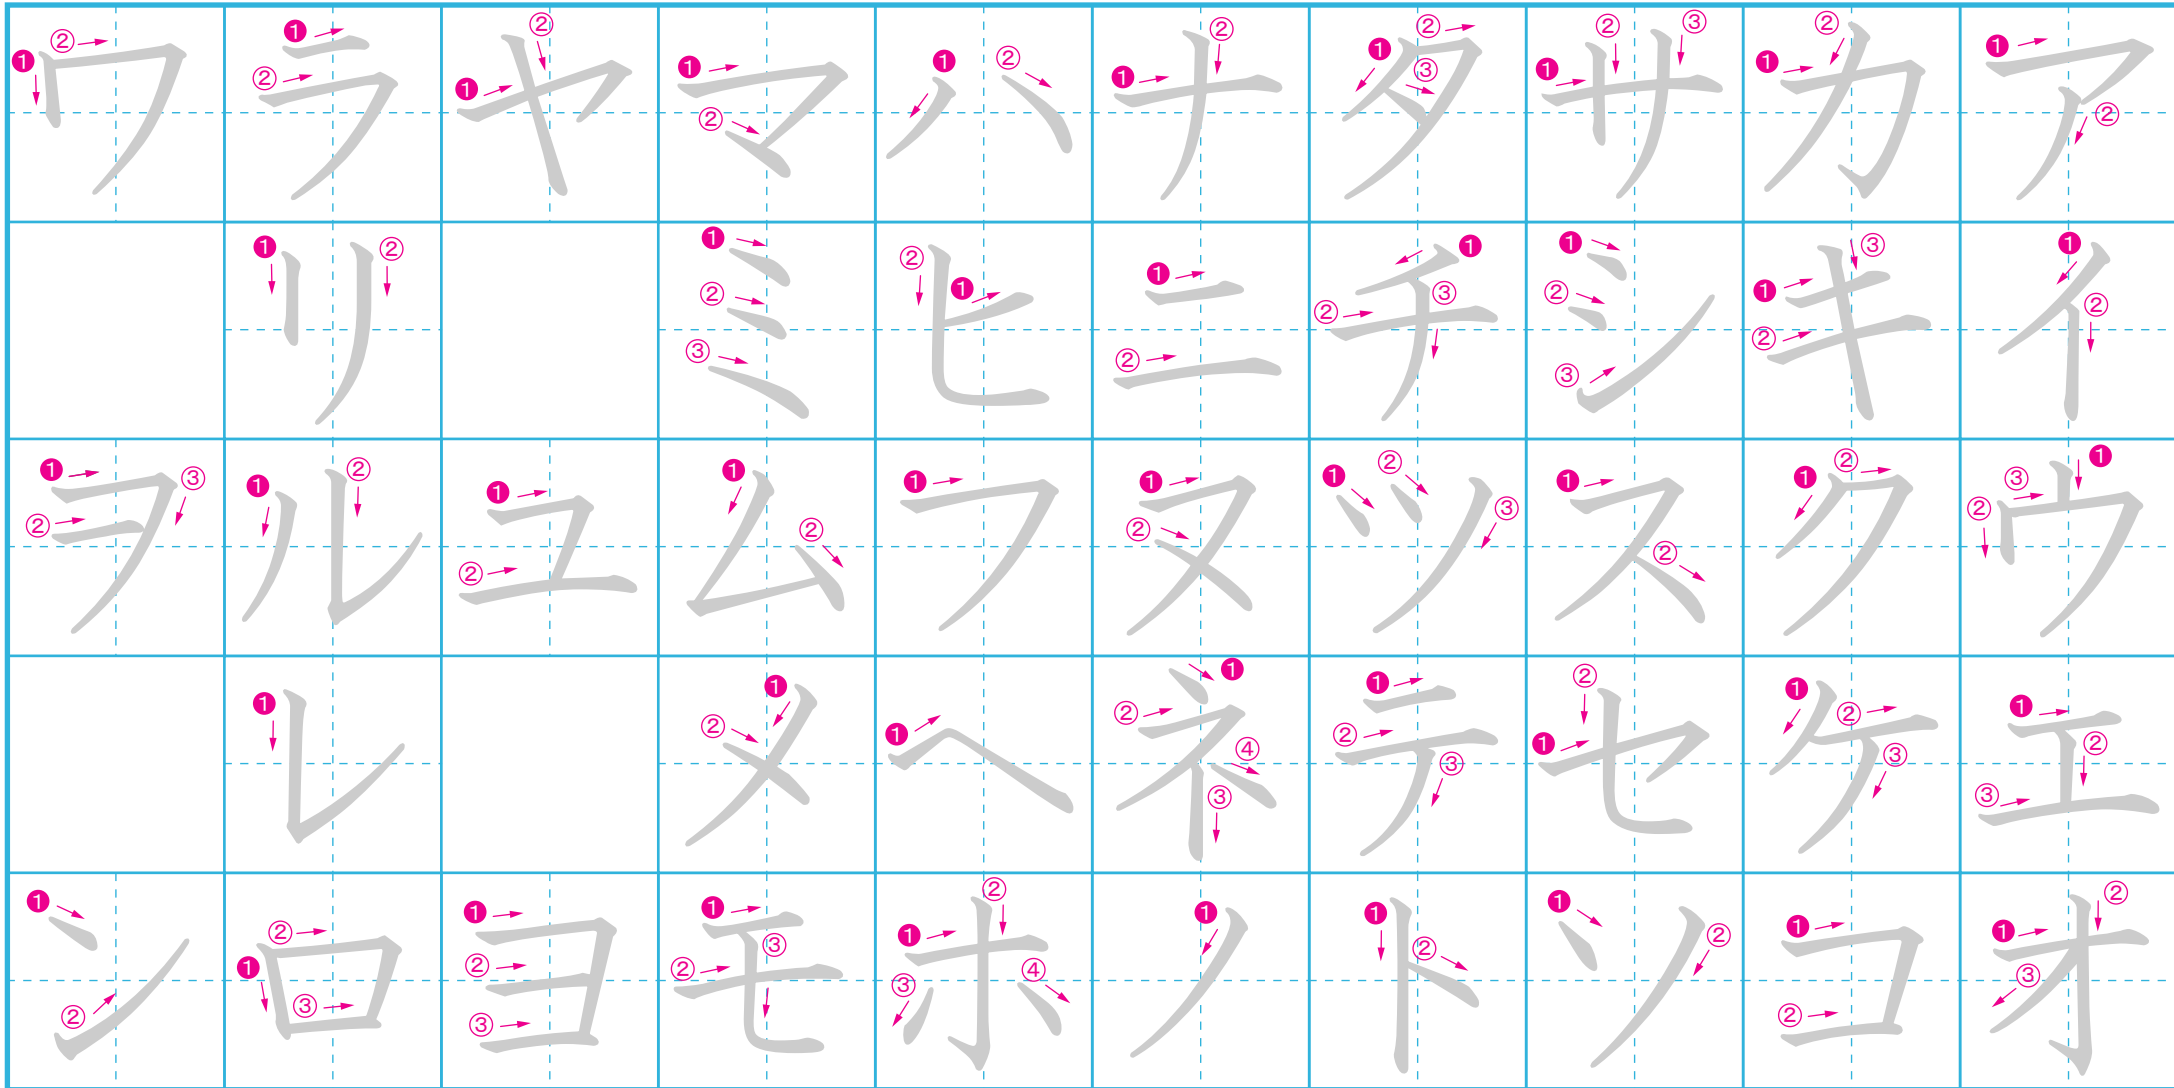 アイウエオ
カキクケコ
サシスセソ
タチツテト
ナニヌネノ
ハヒフヘホ
マミムメモ
ヤユヨ
ラリルレロ
ワヲン